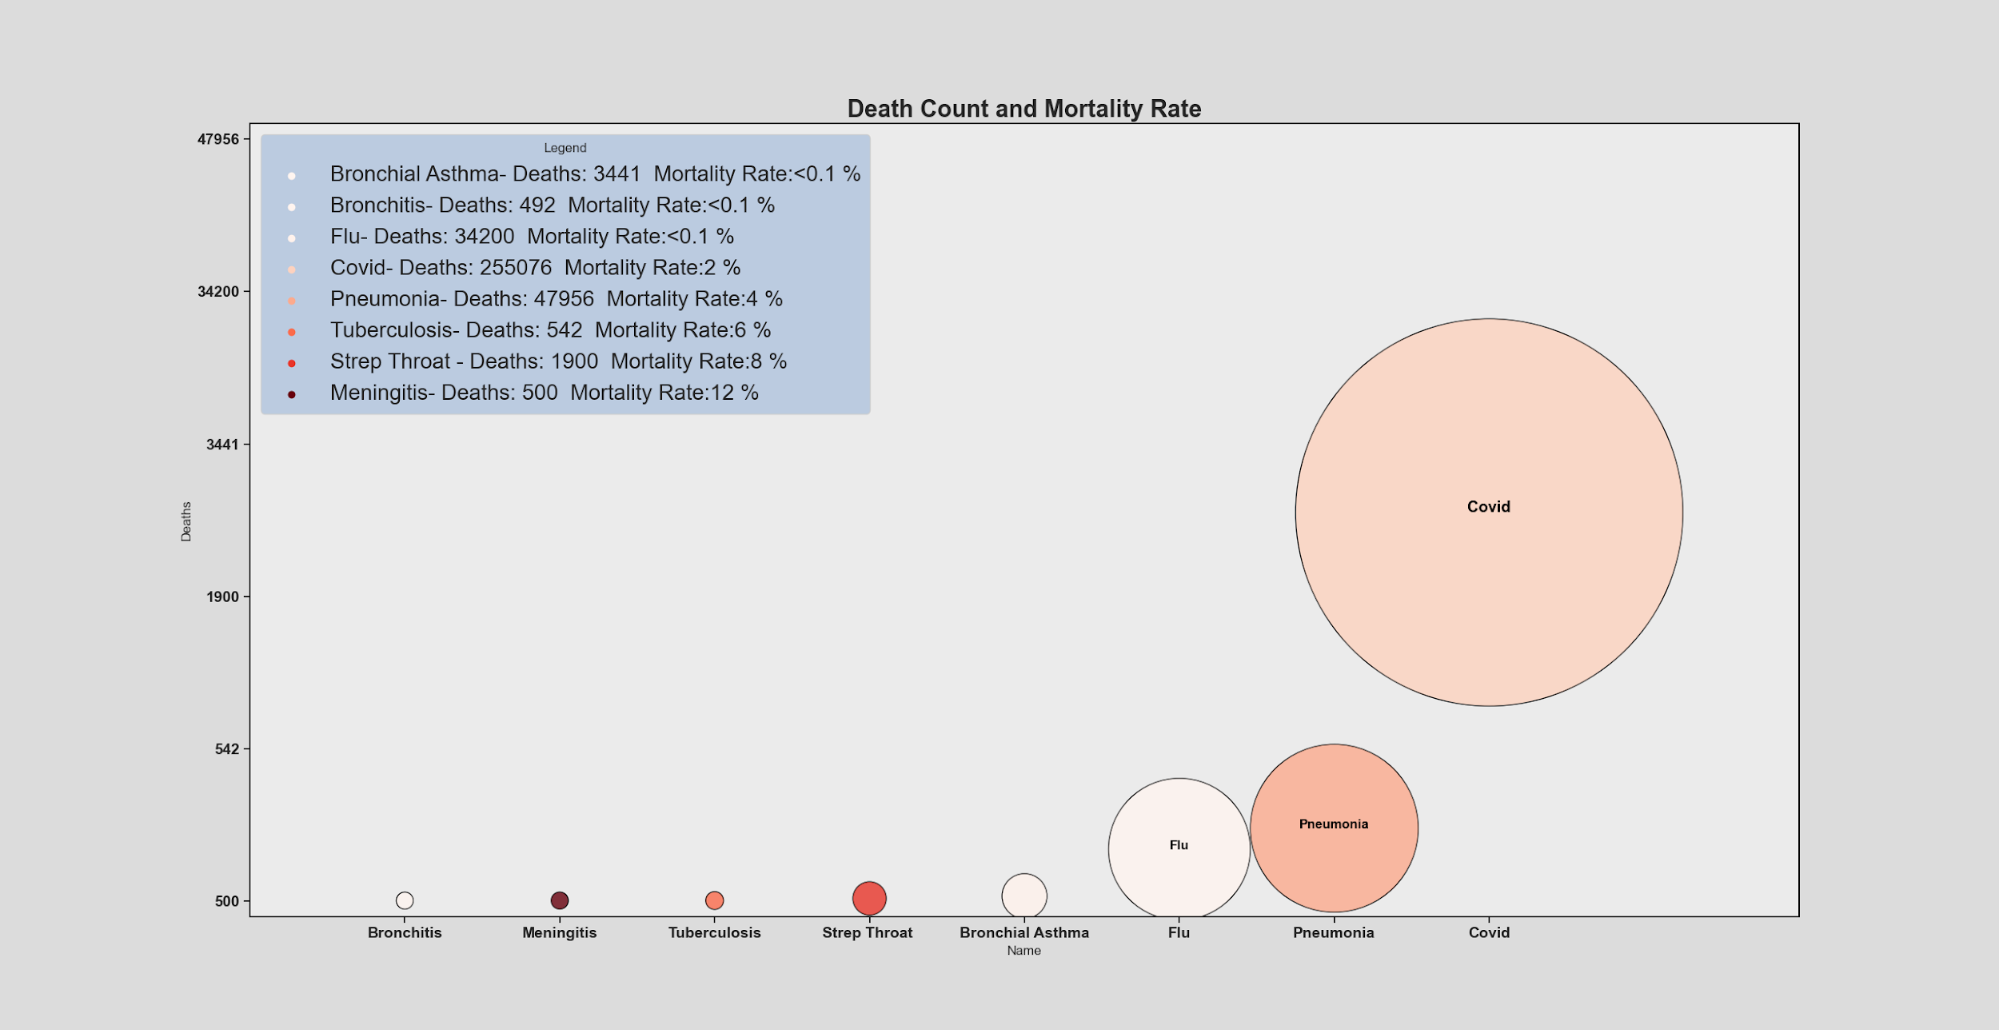 Death Count and Mortality Rate
47956
34200
3441
1900
542
500
Deaths
Legend
Bronchial Asthma- Deaths: 3441  Mortality Rate:<0.1 %
Bronchitis- Deaths: 492  Mortality Rate:<0.1 %
Flu- Deaths: 34200  Mortality Rate:<0.1 %
Covid- Deaths: 255076  Mortality Rate:2 %
Pneumonia- Deaths: 47956  Mortality Rate:4 %
Tuberculosis- Deaths: 542  Mortality Rate:6 %
Strep Throat - Deaths: 1900  Mortality Rate:8 %
Meningitis- Deaths: 500  Mortality Rate:12 %
Covid
Pneumonia
Flu
Bronchitis Meningitis Tuberculosis Strep Throat Bronchial Asthma Flu Pneumonia Covid
Name